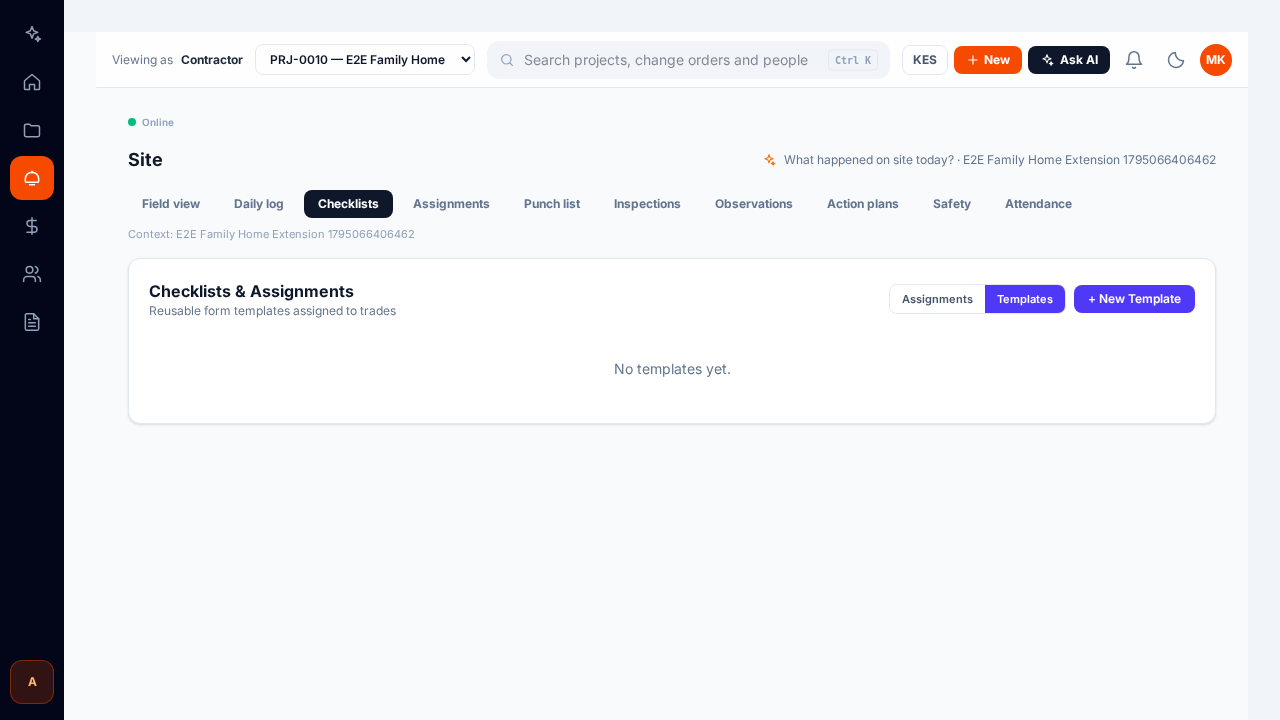 Viewing as Contractor PRJ-0010 — E2E Family Home Search projects, change orders and people Ctrl K KES + New Ask AI MK
Online
Site
What happened on site today? · E2E Family Home Extension 1795066406462
Field view Daily log Checklists Assignments Punch list Inspections Observations Action plans Safety Attendance
Context: E2E Family Home Extension 1795066406462
Checklists & Assignments
Reusable form templates assigned to trades
Assignments Templates + New Template
No templates yet.
A